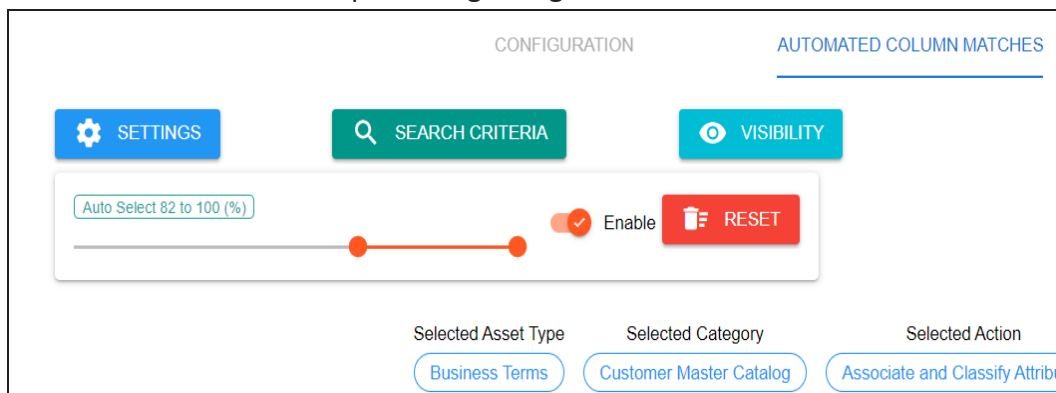 CONFIGURATION AUTOMATED COLUMN MATCHES
SETTINGS SEARCH CRITERIA VISIBILITY
Auto Select 82 to 100 (%)
Enable RESET
Selected Asset Type Selected Category Selected Action
Business Terms Customer Master Catalog Associate and Classify